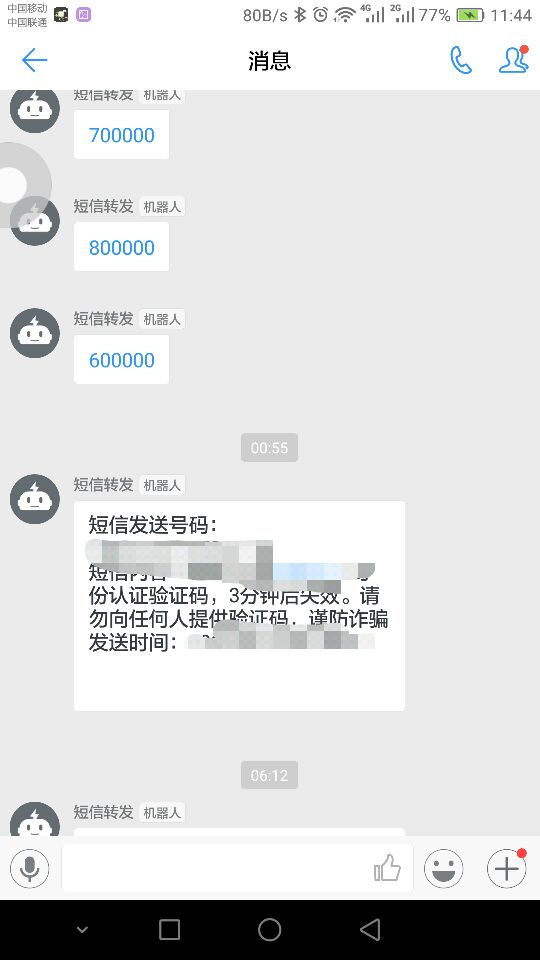 中国移动
中国联通
80B/s 4G 2G 77% 11:44
消息
短信转发 机器人
700000
短信转发 机器人
800000
短信转发 机器人
600000
00:55
短信转发 机器人
短信发送号码：
短信内容
份认证验证码，3分钟后失效。请
勿向任何人提供验证码，谨防诈骗
发送时间：
06:12
短信转发 机器人